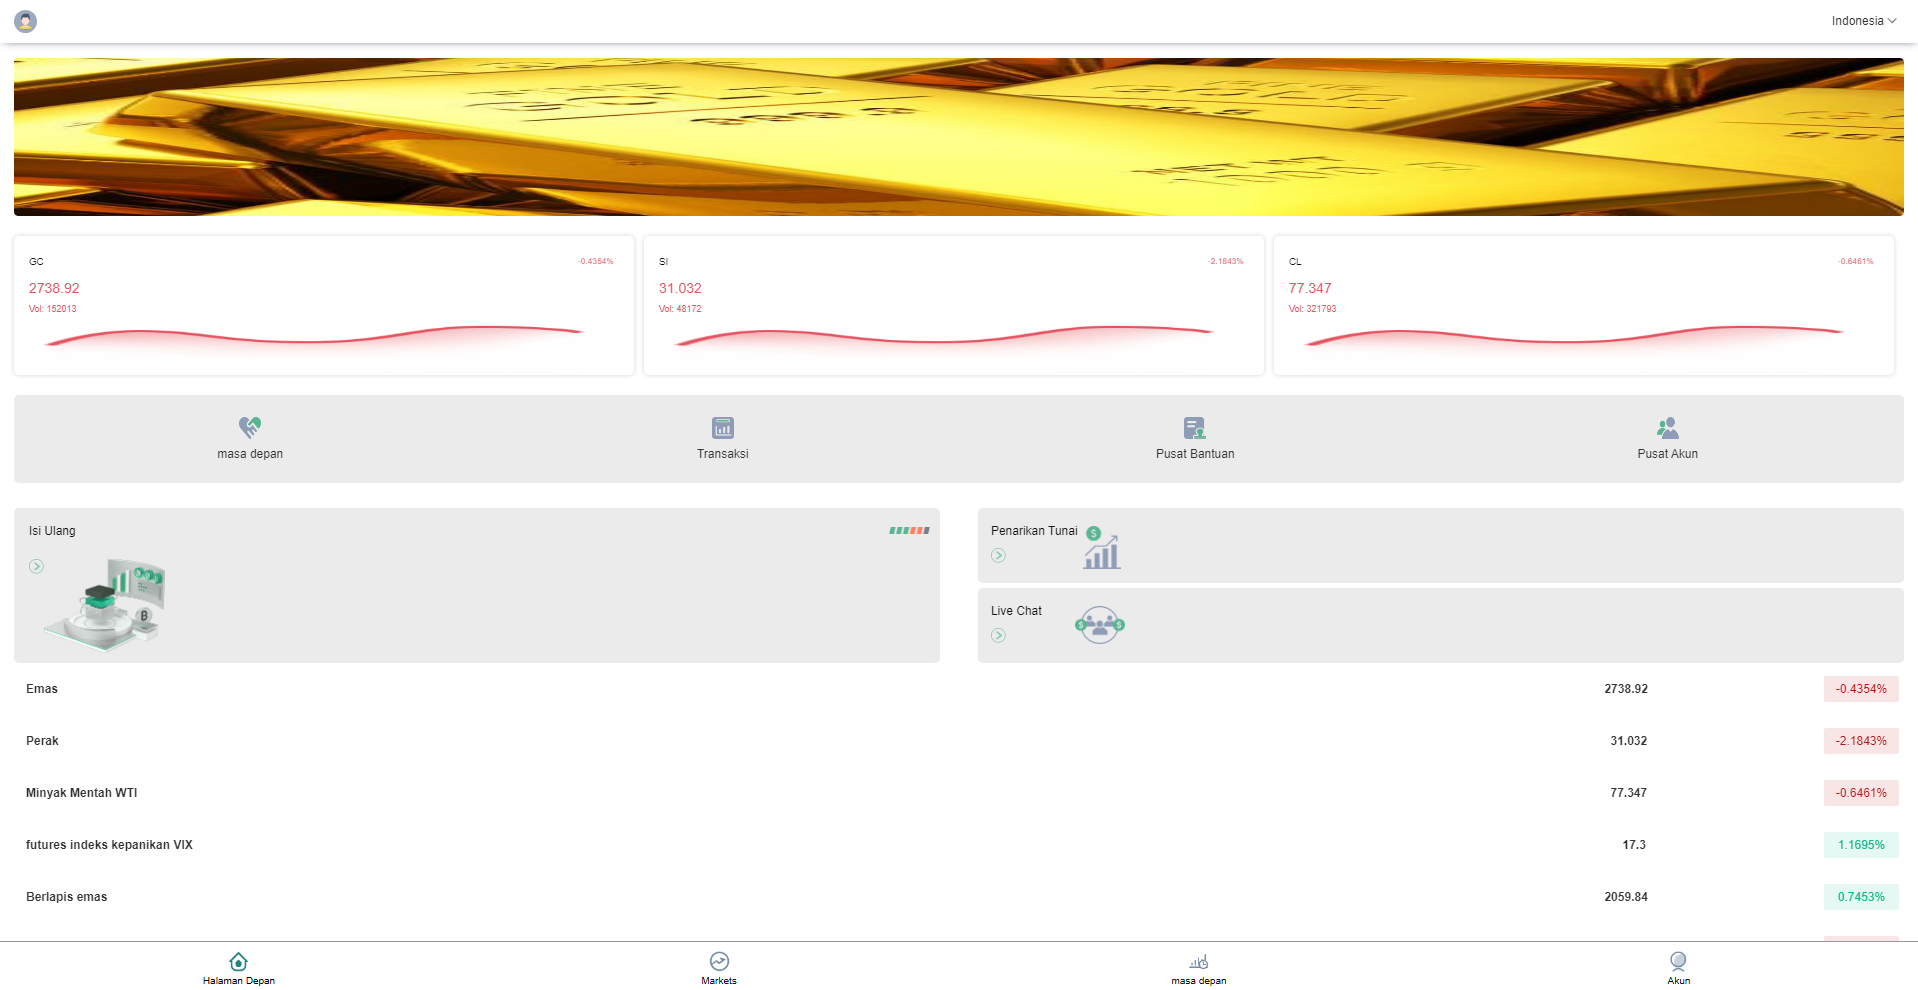 Indonesia
GC
-0.4354%
2738.92
Vol: 152013
SI
-2.1843%
31.032
Vol: 48172
CL
-0.6461%
77.347
Vol: 321793
masa depan
Transaksi
Pusat Bantuan
Pusat Akun
Isi Ulang
Penarikan Tunai
Live Chat
Emas 2738.92 -0.4354%
Perak 31.032 -2.1843%
Minyak Mentah WTI 77.347 -0.6461%
futures indeks kepanikan VIX 17.3 1.1695%
Berlapis emas 2059.84 0.7453%
Halaman Depan
Markets
masa depan
Akun